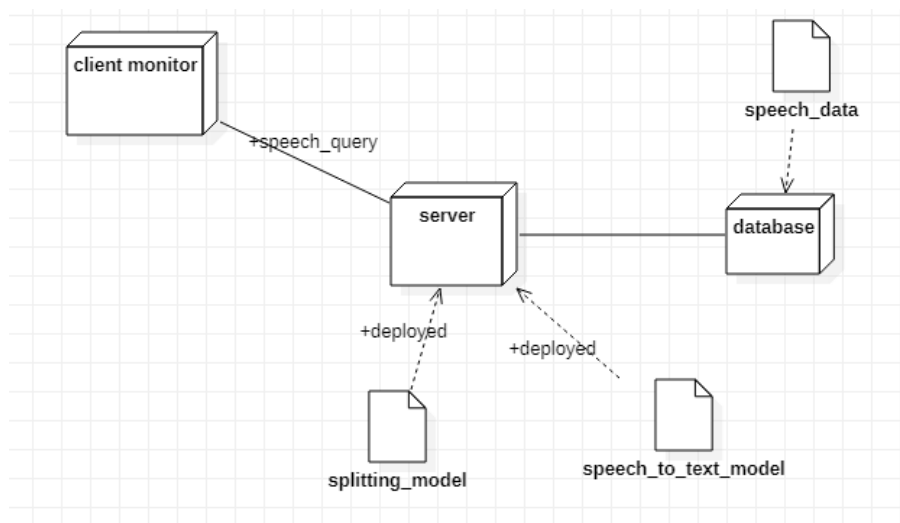 client monitor
speech_data
+speech_query
server
database
+deployed
+deployed
splitting_model
speech_to_text_model